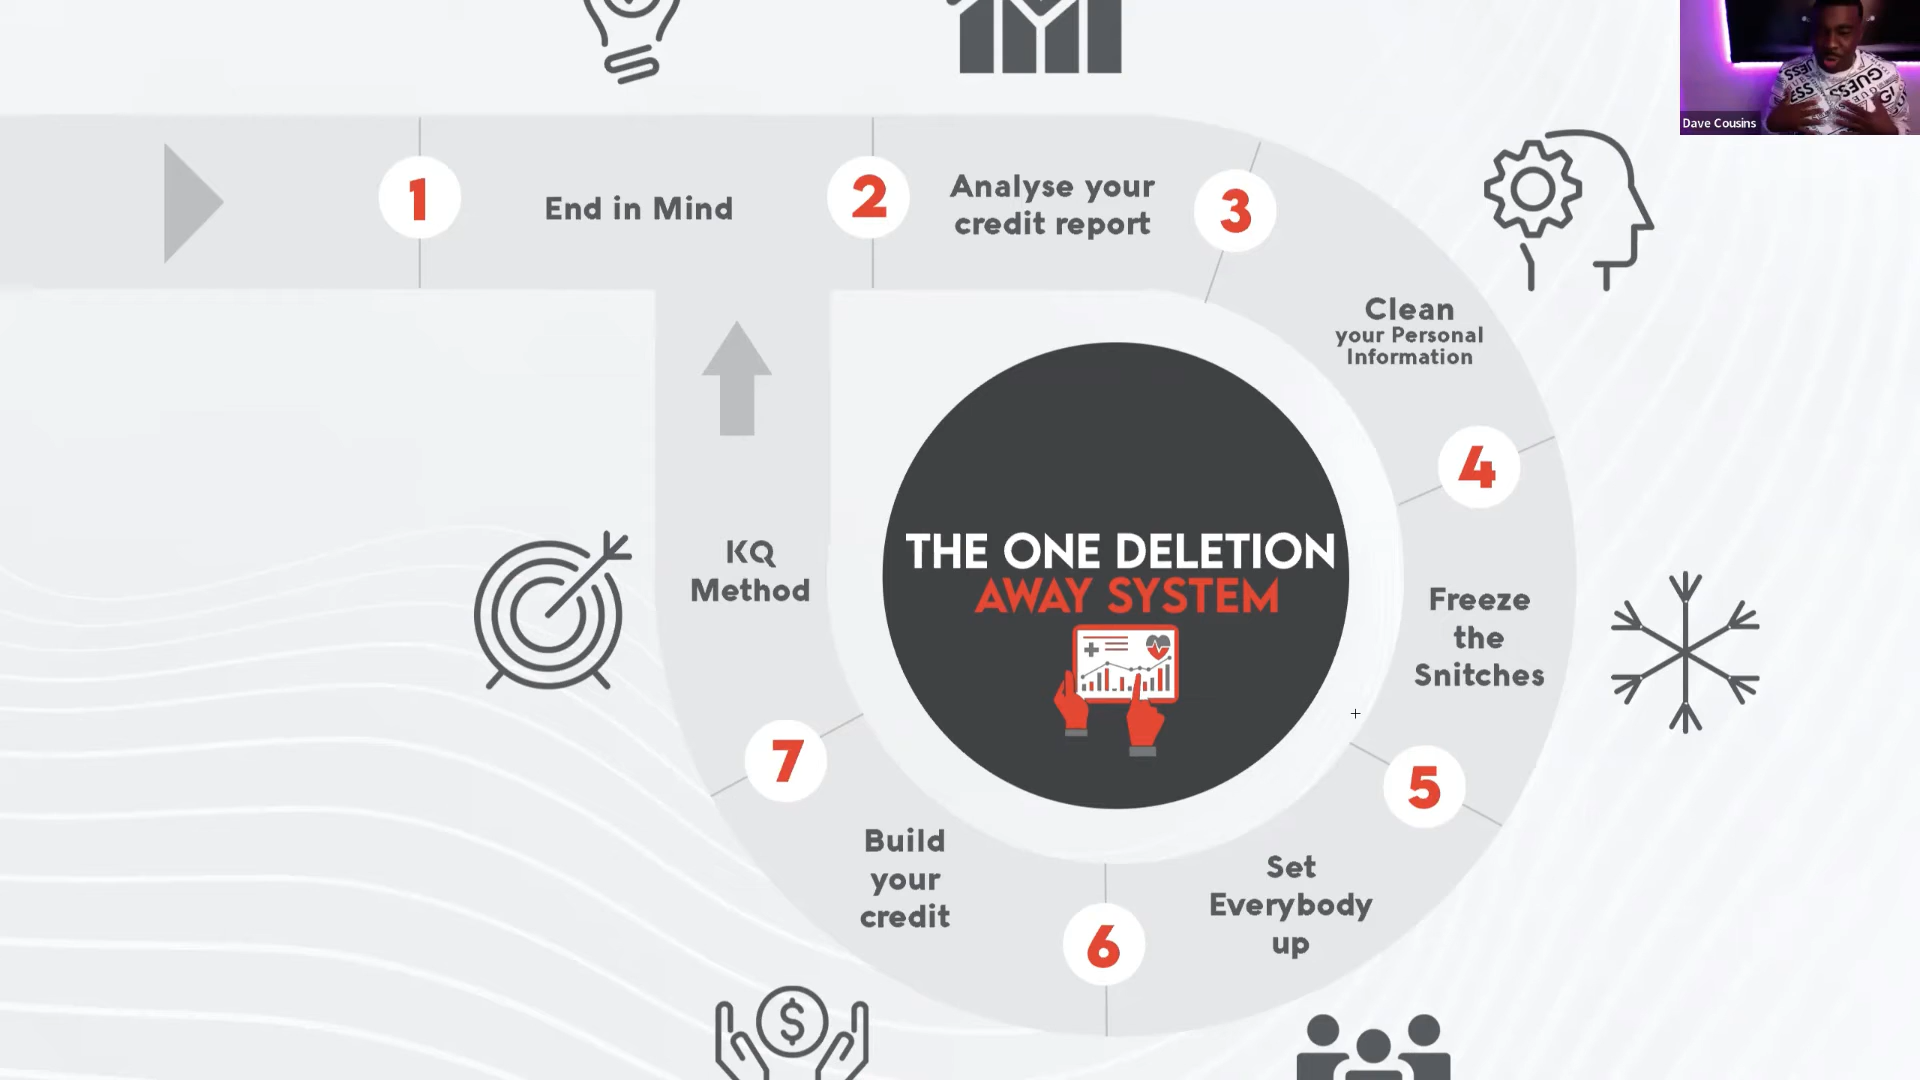 Dave Cousins
1
End in Mind
2
Analyse your
credit report
3
Clean
your Personal
Information
4
Freeze
the
Snitches
5
Set
Everybody
up
6
Build
your
credit
7
KQ
Method
THE ONE DELETION
AWAY SYSTEM
$
GUESS